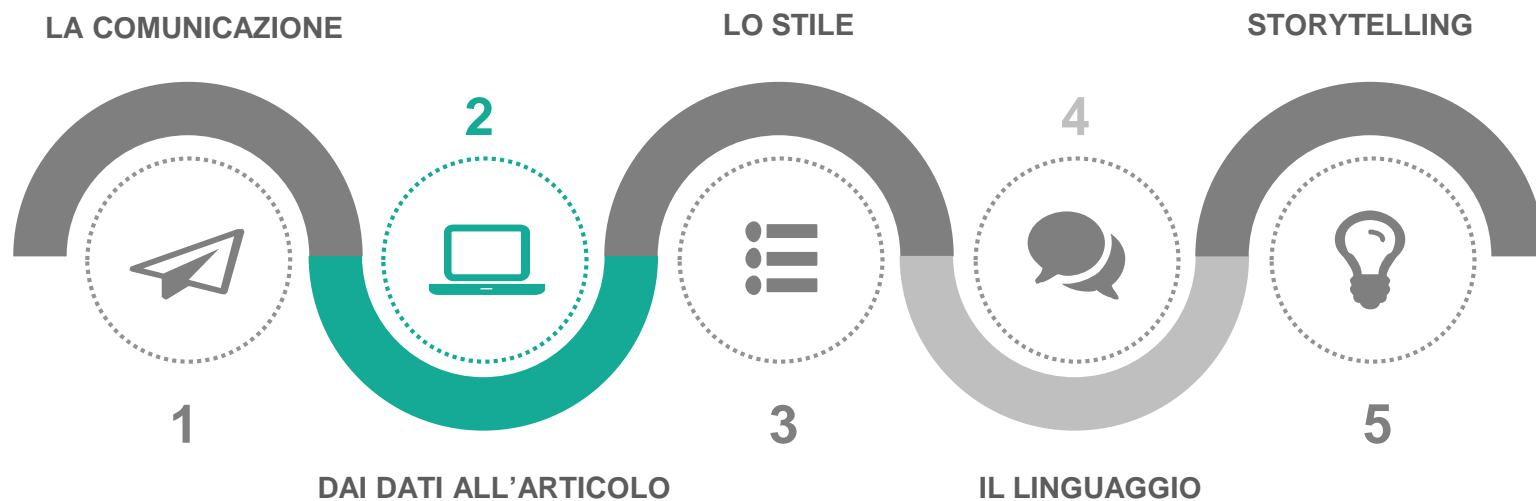 LA COMUNICAZIONE
LO STILE
STORYTELLING
2
4
1
3
5
DAI DATI ALL’ARTICOLO
IL LINGUAGGIO